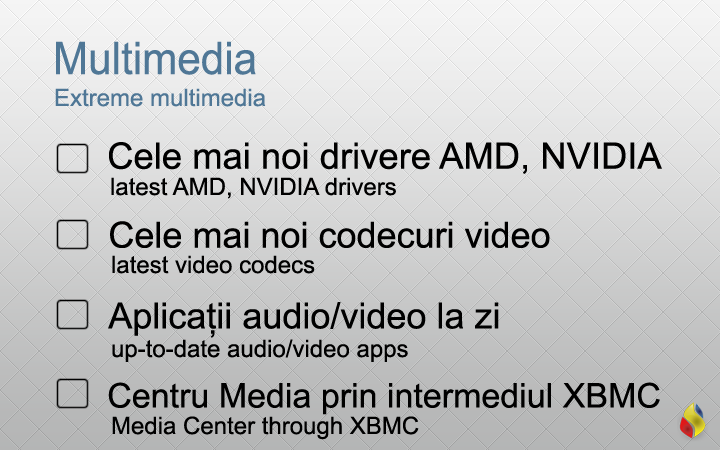 Multimedia
Extreme multimedia
Cele mai noi drivere AMD, NVIDIA
latest AMD, NVIDIA drivers
Cele mai noi codecuri video
latest video codecs
Aplicații audio/video la zi
up-to-date audio/video apps
Centru Media prin intermediul XBMC
Media Center through XBMC